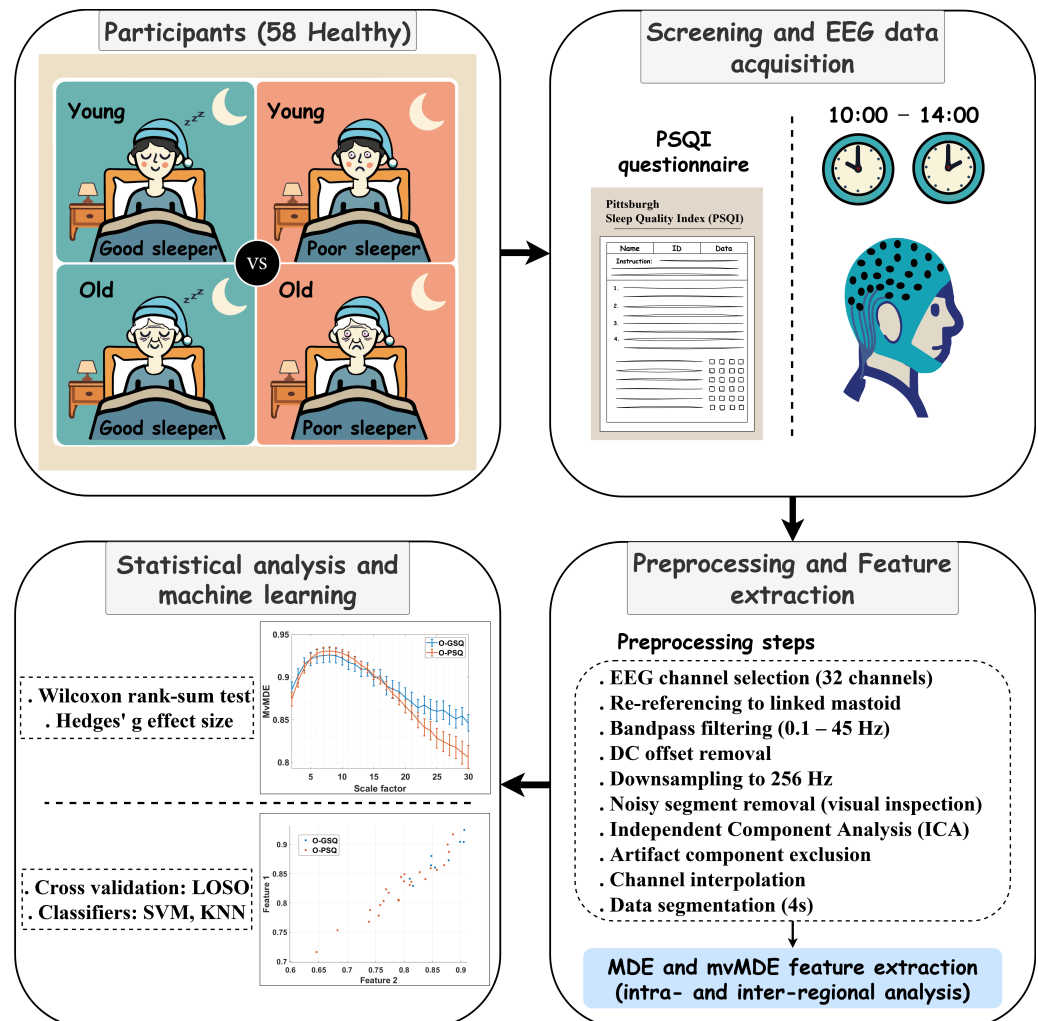 Participants (58 Healthy)
Young
zzz
Good sleeper
Young
Poor sleeper
VS
Old
zzz
Good sleeper
Old
Poor sleeper
Screening and EEG data
acquisition
PSQI
questionnaire
Pittsburgh
Sleep Quality Index (PSQI)
Name ID Data
Instruction:
1.
2.
3.
4.
10:00 – 14:00
Preprocessing and Feature
extraction
Preprocessing steps
. EEG channel selection (32 channels)
. Re-referencing to linked mastoid
. Bandpass filtering (0.1 – 45 Hz)
. DC offset removal
. Downsampling to 256 Hz
. Noisy segment removal (visual inspection)
. Independent Component Analysis (ICA)
. Artifact component exclusion
. Channel interpolation
. Data segmentation (4s)
MDE and mvMDE feature extraction
(intra- and inter-regional analysis)
Statistical analysis and
machine learning
. Wilcoxon rank-sum test
. Hedges' g effect size
MvMDE
0.95
0.9
0.85
0.8
O-GSQ
O-PSQ
5 10 15 20 25 30
Scale factor
. Cross validation: LOSO
. Classifiers: SVM, KNN
Feature 1
0.9
0.85
0.8
0.75
0.7
O-GSQ
O-PSQ
0.6 0.65 0.7 0.75 0.8 0.85 0.9
Feature 2